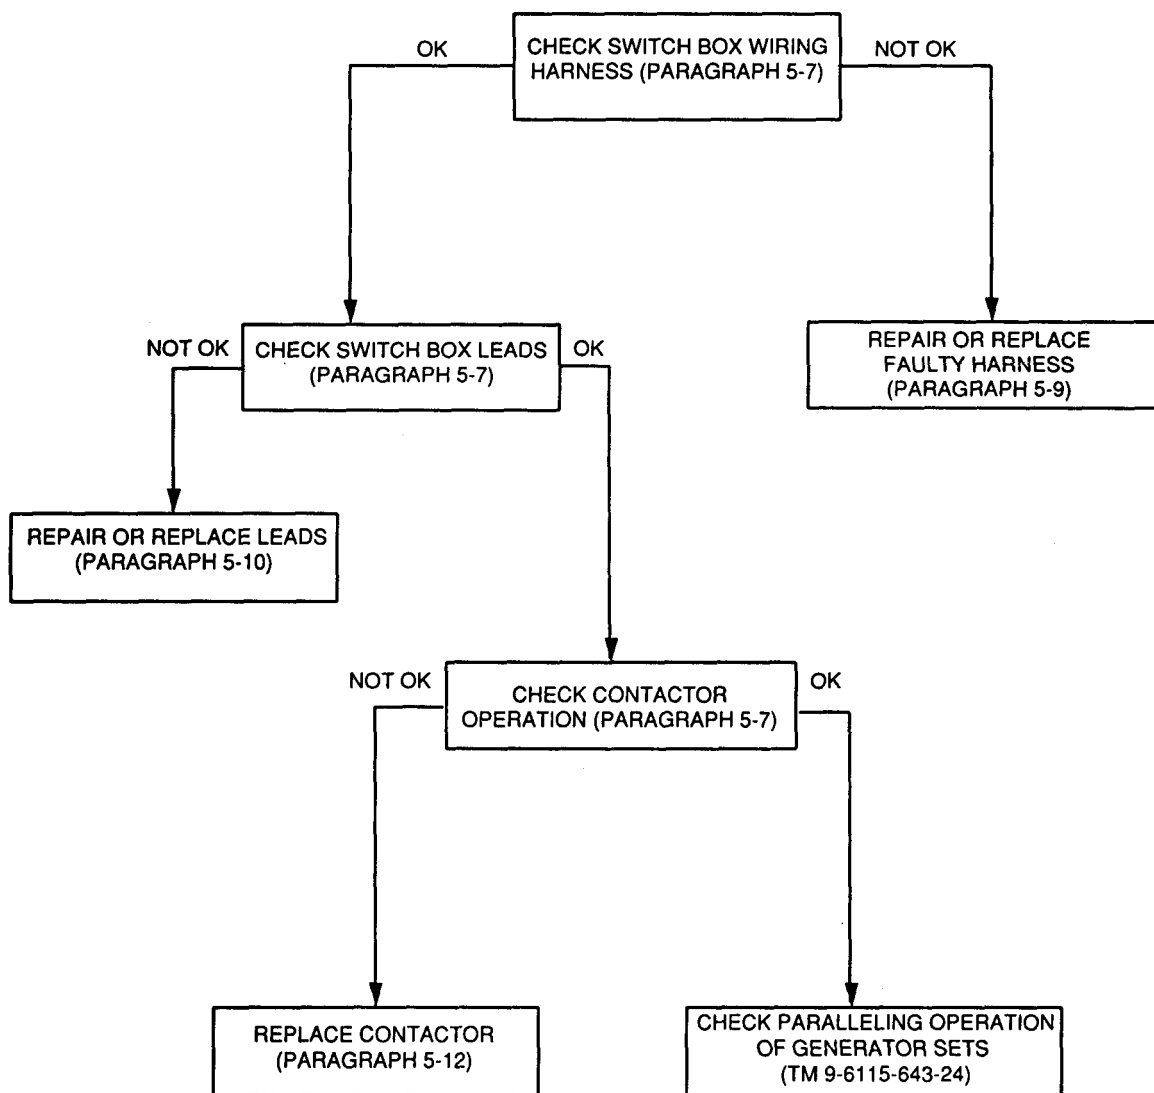 OK
CHECK SWITCH BOX WIRING
HARNESS (PARAGRAPH 5-7)
NOT OK
NOT OK
CHECK SWITCH BOX LEADS
(PARAGRAPH 5-7)
OK
REPAIR OR REPLACE
FAULTY HARNESS
(PARAGRAPH 5-9)
REPAIR OR REPLACE LEADS
(PARAGRAPH 5-10)
NOT OK
CHECK CONTACTOR
OPERATION (PARAGRAPH 5-7)
OK
REPLACE CONTACTOR
(PARAGRAPH 5-12)
CHECK PARALLELING OPERATION
OF GENERATOR SETS
(TM 9-6115-643-24)